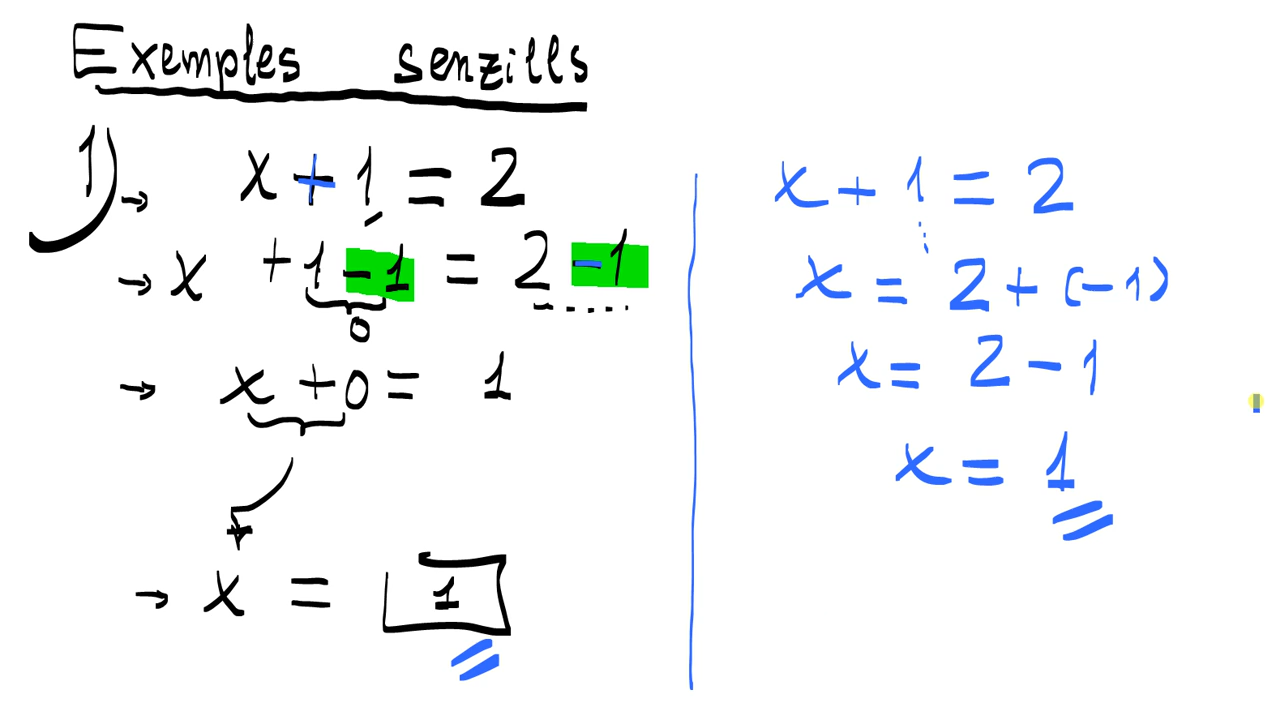 Exemples senzills
1) → x + 1 = 2
→ x + 1 - 1 = 2 - 1
0
→ x + 0 = 1
→ x = 1
x + 1 = 2
x = 2 + (-1)
x = 2 - 1
x = 1